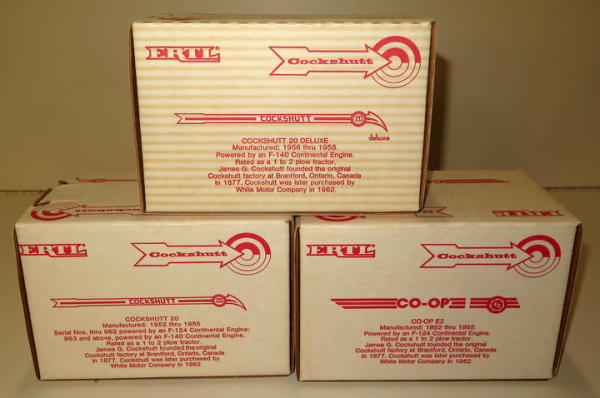 ERTL
Cockshutt
COCKSHUTT 20
deluxe
COCKSHUTT 20 DELUXE
Manufactured: 1956 thru 1958.
Powered by an F-140 Continental Engine.
Rated as a 1 to 2 plow tractor.
James G. Cockshutt founded the original
Cockshutt factory at Brantford, Ontario, Canada
in 1877. Cockshutt was later purchased by
White Motor Company in 1962.
Cockshutt
ERTL
Cockshutt
COCKSHUTT 20
COCKSHUTT 20
Manufactured: 1952 thru 1955
Serial Nos. thru 962 powered by an F-124 Continental Engine;
963 and above, powered by an F-140 Continental Engine.
Rated as a 1 to 2 plow tractor.
James G. Cockshutt founded the original
Cockshutt factory at Brantford, Ontario, Canada
in 1877. Cockshutt was later purchased by
White Motor Company in 1962.
Cockshutt
ERTL
ERTL
Cockshutt
CO-OP E2
CO-OP E2
Manufactured: 1952 thru 1955.
Powered by an F-124 Continental Engine.
Rated as a 1 to 2 plow tractor.
James G. Cockshutt founded the original
Cockshutt factory at Brantford, Ontario, Canada
in 1877. Cockshutt was later purchased by
White Motor Company in 1962.